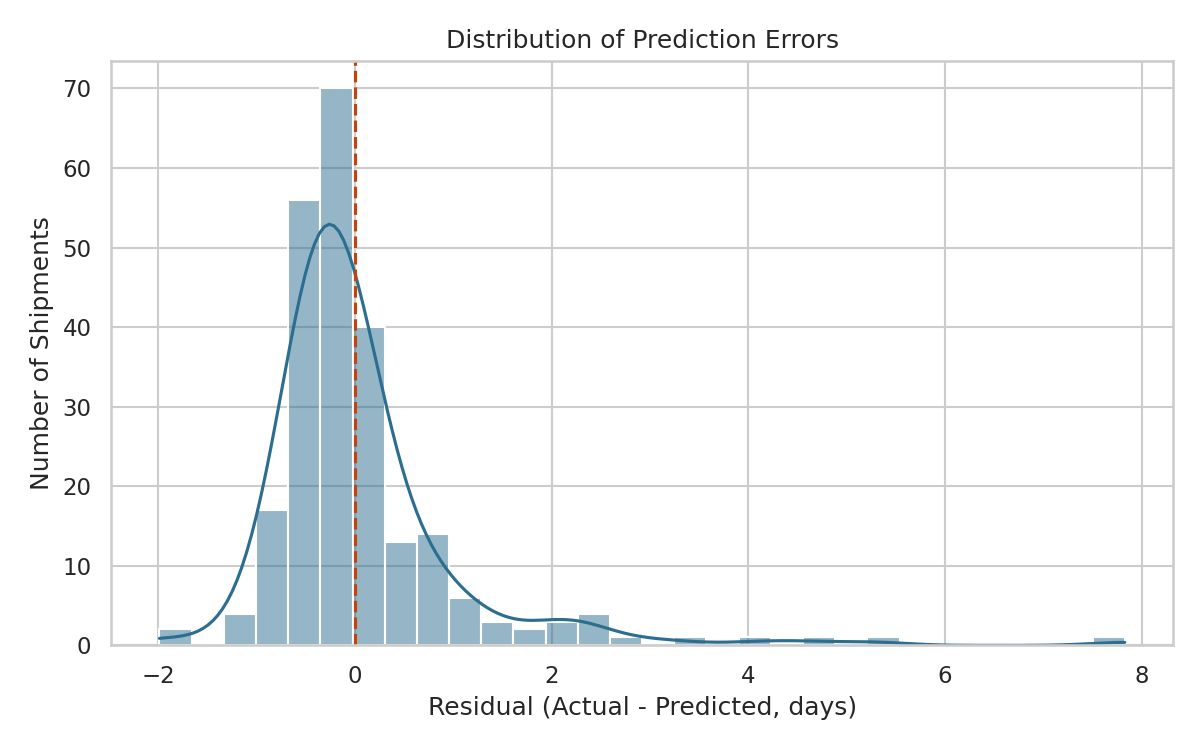 Distribution of Prediction Errors
Number of Shipments
70
60
50
40
30
20
10
0
−2 0 2 4 6 8
Residual (Actual - Predicted, days)